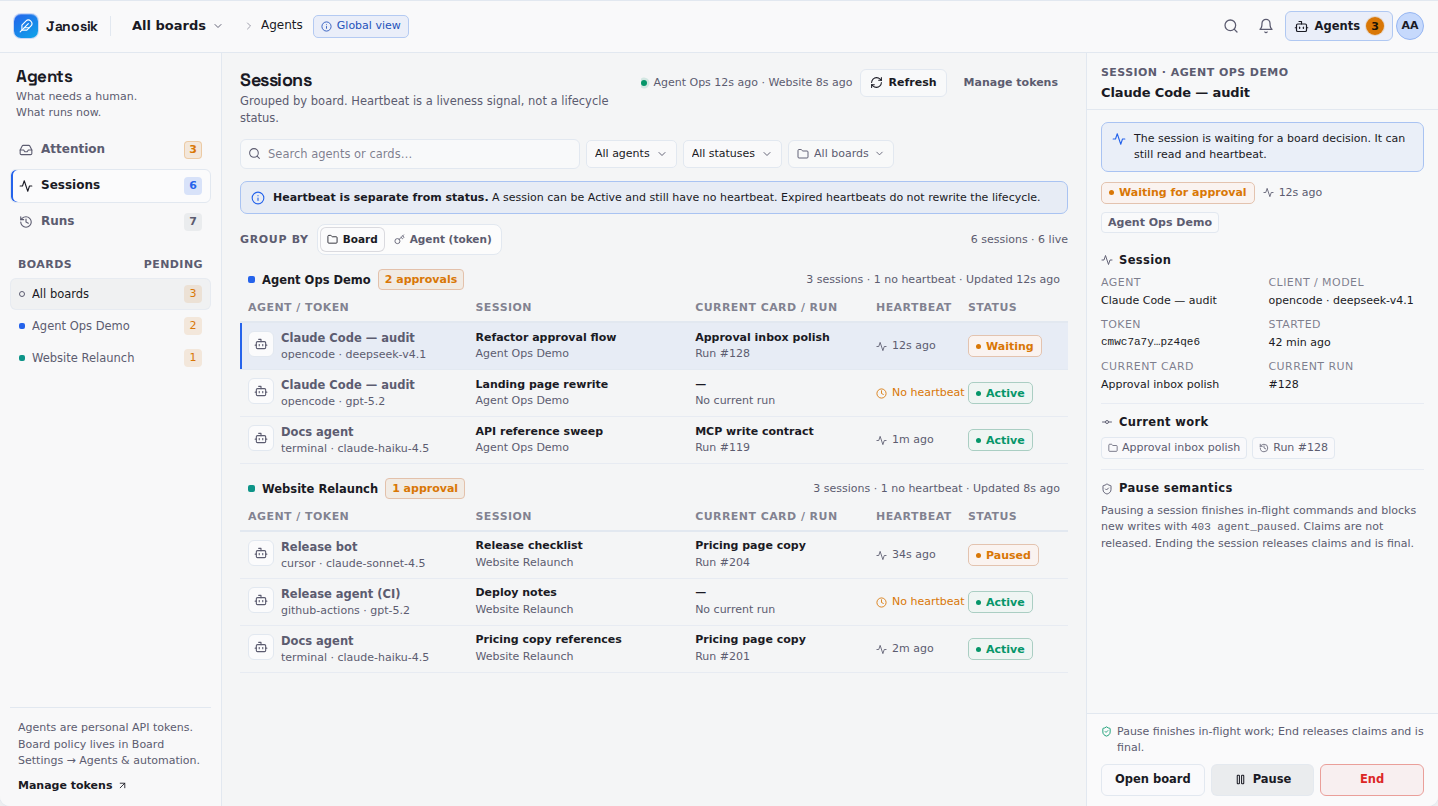 Janosik
All boards
Agents
Global view
Agents 3
AA
Agents
What needs a human.
What runs now.
Attention 3
Sessions 6
Runs 7
BOARDS PENDING
All boards 3
Agent Ops Demo 2
Website Relaunch 1
Agents are personal API tokens.
Board policy lives in Board
Settings → Agents & automation.
Manage tokens ↗
Sessions
Grouped by board. Heartbeat is a liveness signal, not a lifecycle
status.
Agent Ops 12s ago · Website 8s ago
Refresh
Manage tokens
Search agents or cards...
All agents
All statuses
All boards
Heartbeat is separate from status. A session can be Active and still have no heartbeat. Expired heartbeats do not rewrite the lifecycle.
GROUP BY Board Agent (token) 6 sessions · 6 live
Agent Ops Demo 2 approvals 3 sessions · 1 no heartbeat · Updated 12s ago
AGENT / TOKEN SESSION CURRENT CARD / RUN HEARTBEAT STATUS
Claude Code — audit Refactor approval flow Approval inbox polish 12s ago Waiting
opencode · deepseek-v4.1 Agent Ops Demo Run #128
Claude Code — audit Landing page rewrite — No heartbeat Active
opencode · gpt-5.2 Agent Ops Demo No current run
Docs agent API reference sweep MCP write contract 1m ago Active
terminal · claude-haiku-4.5 Agent Ops Demo Run #119
Website Relaunch 1 approval 3 sessions · 1 no heartbeat · Updated 8s ago
AGENT / TOKEN SESSION CURRENT CARD / RUN HEARTBEAT STATUS
Release bot Release checklist Pricing page copy 34s ago Paused
cursor · claude-sonnet-4.5 Website Relaunch Run #204
Release agent (CI) Deploy notes — No heartbeat Active
github-actions · gpt-5.2 Website Relaunch No current run
Docs agent Pricing copy references Pricing page copy 2m ago Active
terminal · claude-haiku-4.5 Website Relaunch Run #201
SESSION · AGENT OPS DEMO
Claude Code — audit
The session is waiting for a board decision. It can
still read and heartbeat.
Waiting for approval 12s ago
Agent Ops Demo
Session
AGENT CLIENT / MODEL
Claude Code — audit opencode · deepseek-v4.1
TOKEN STARTED
cmwc7a7y…pz4qe6 42 min ago
CURRENT CARD CURRENT RUN
Approval inbox polish #128
Current work
Approval inbox polish Run #128
Pause semantics
Pausing a session finishes in-flight commands and blocks
new writes with 403 agent_paused. Claims are not
released. Ending the session releases claims and is final.
Pause finishes in-flight work; End releases claims and is
final.
Open board Pause End